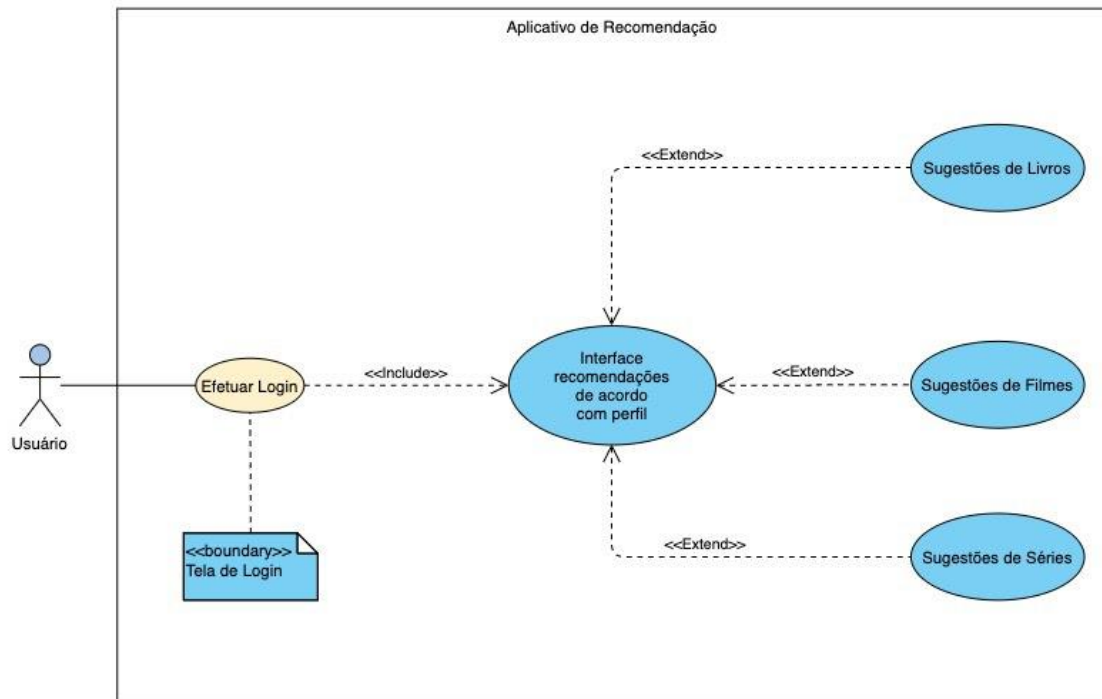 Aplicativo de Recomendação
<<Extend>>
Sugestões de Livros
Usuário
Efetuar Login
<<Include>>
Interface
recomendações
de acordo
com perfil
<<Extend>>
Sugestões de Filmes
<<boundary>>
Tela de Login
<<Extend>>
Sugestões de Séries